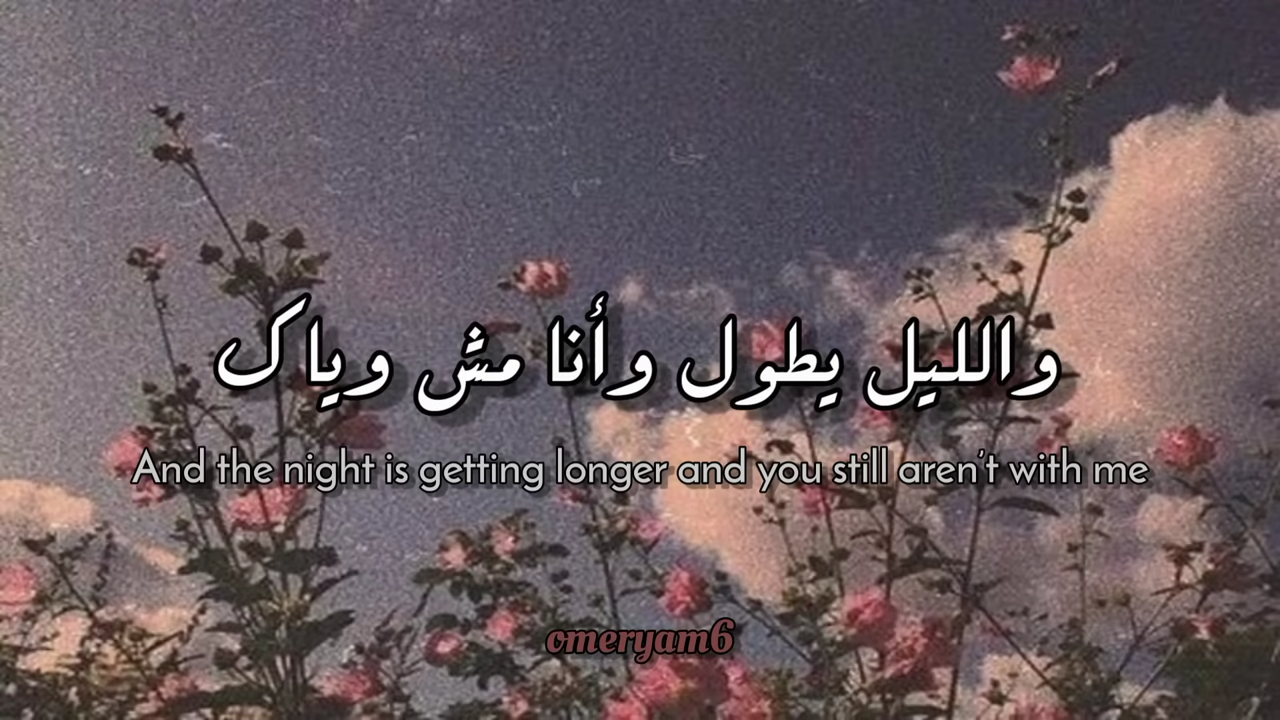 والليل يطول وأنا مش وياك
And the night is getting longer and you still aren't with me
omeryam6